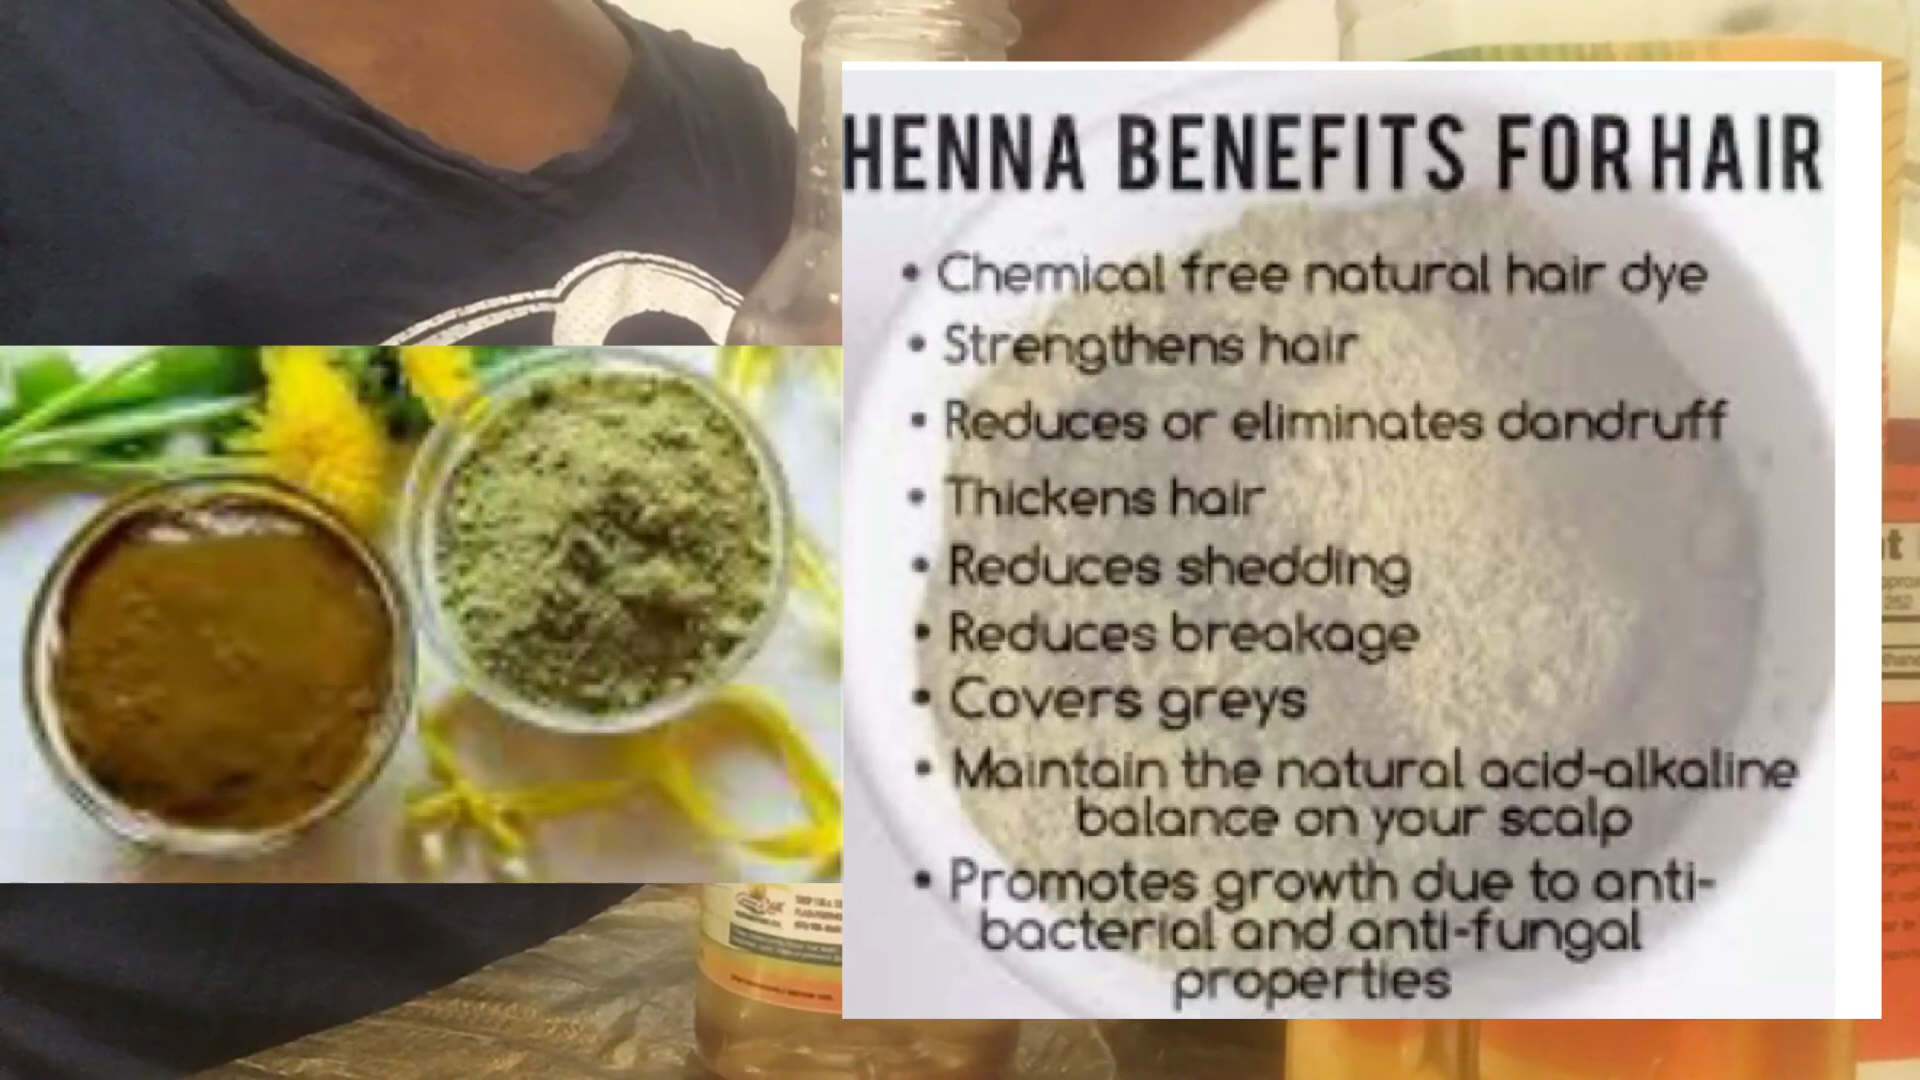 HENNA BENEFITS FOR HAIR
• Chemical free natural hair dye
• Strengthens hair
• Reduces or eliminates dandruff
• Thickens hair
• Reduces shedding
• Reduces breakage
• Covers greys
• Maintain the natural acid-alkaline
balance on your scalp
• Promotes growth due to anti-
bacterial and anti-fungal
properties